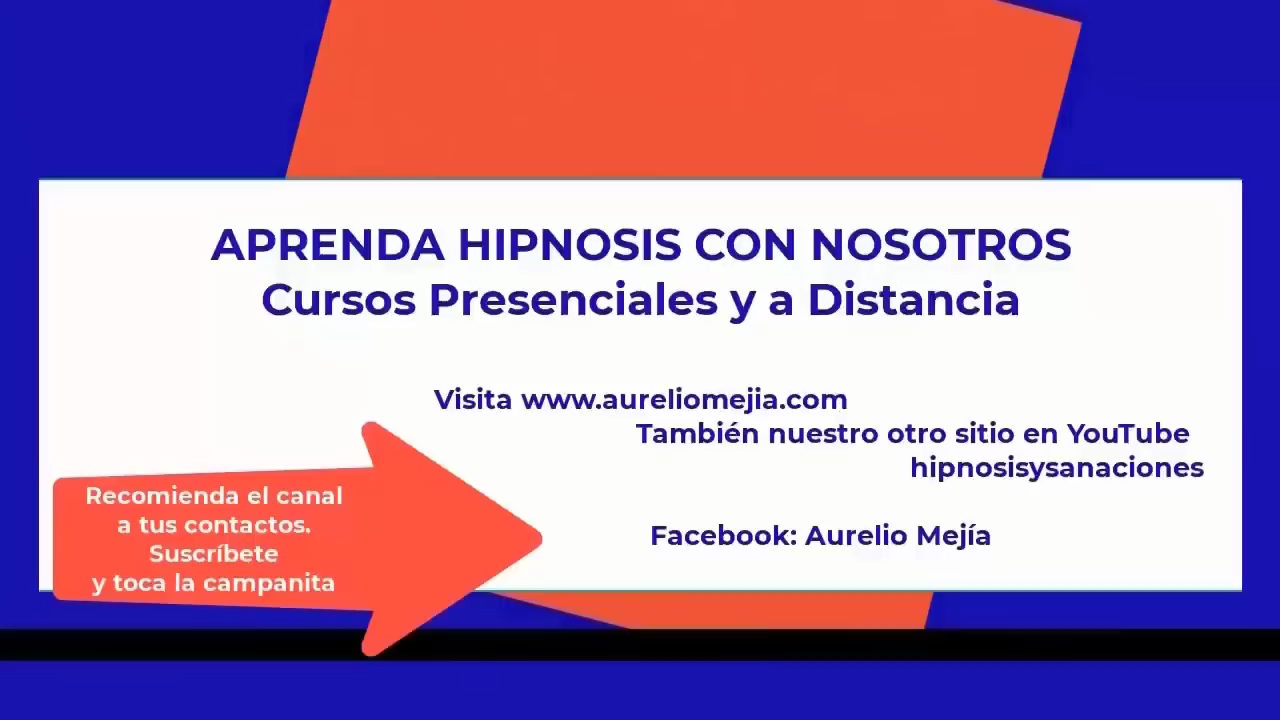 APRENDA HIPNOSIS CON NOSOTROS
Cursos Presenciales y a Distancia
Visita www.aureliomejia.com
También nuestro otro sitio en YouTube
hipnosisysanaciones
Facebook: Aurelio Mejía
Recomienda el canal
a tus contactos.
Suscríbete
y toca la campanita